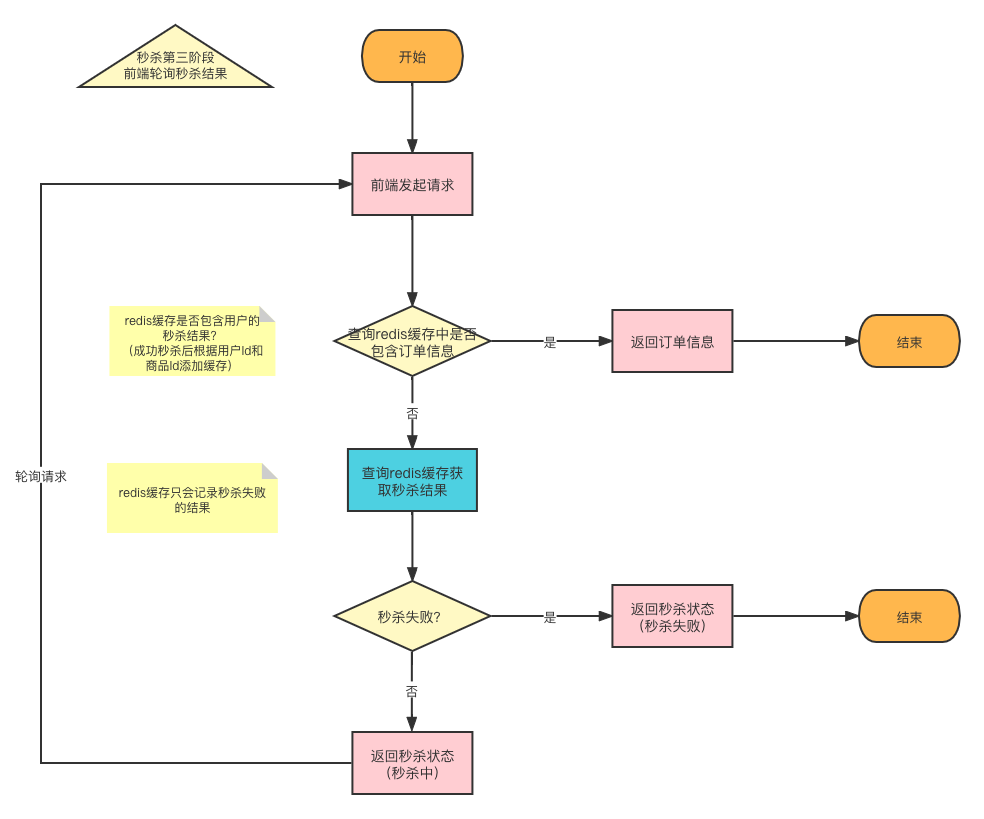 秒杀第三阶段
前端轮询秒杀结果
开始
前端发起请求
redis缓存是否包含用户的
秒杀结果?
(成功秒杀后根据用户Id和
商品Id添加缓存)
查询redis缓存中是否
包含订单信息
是
返回订单信息
结束
否
轮询请求
redis缓存只会记录秒杀失败
的结果
查询redis缓存获
取秒杀结果
秒杀失败?
是
返回秒杀状态
(秒杀失败)
结束
否
返回秒杀状态
(秒杀中)